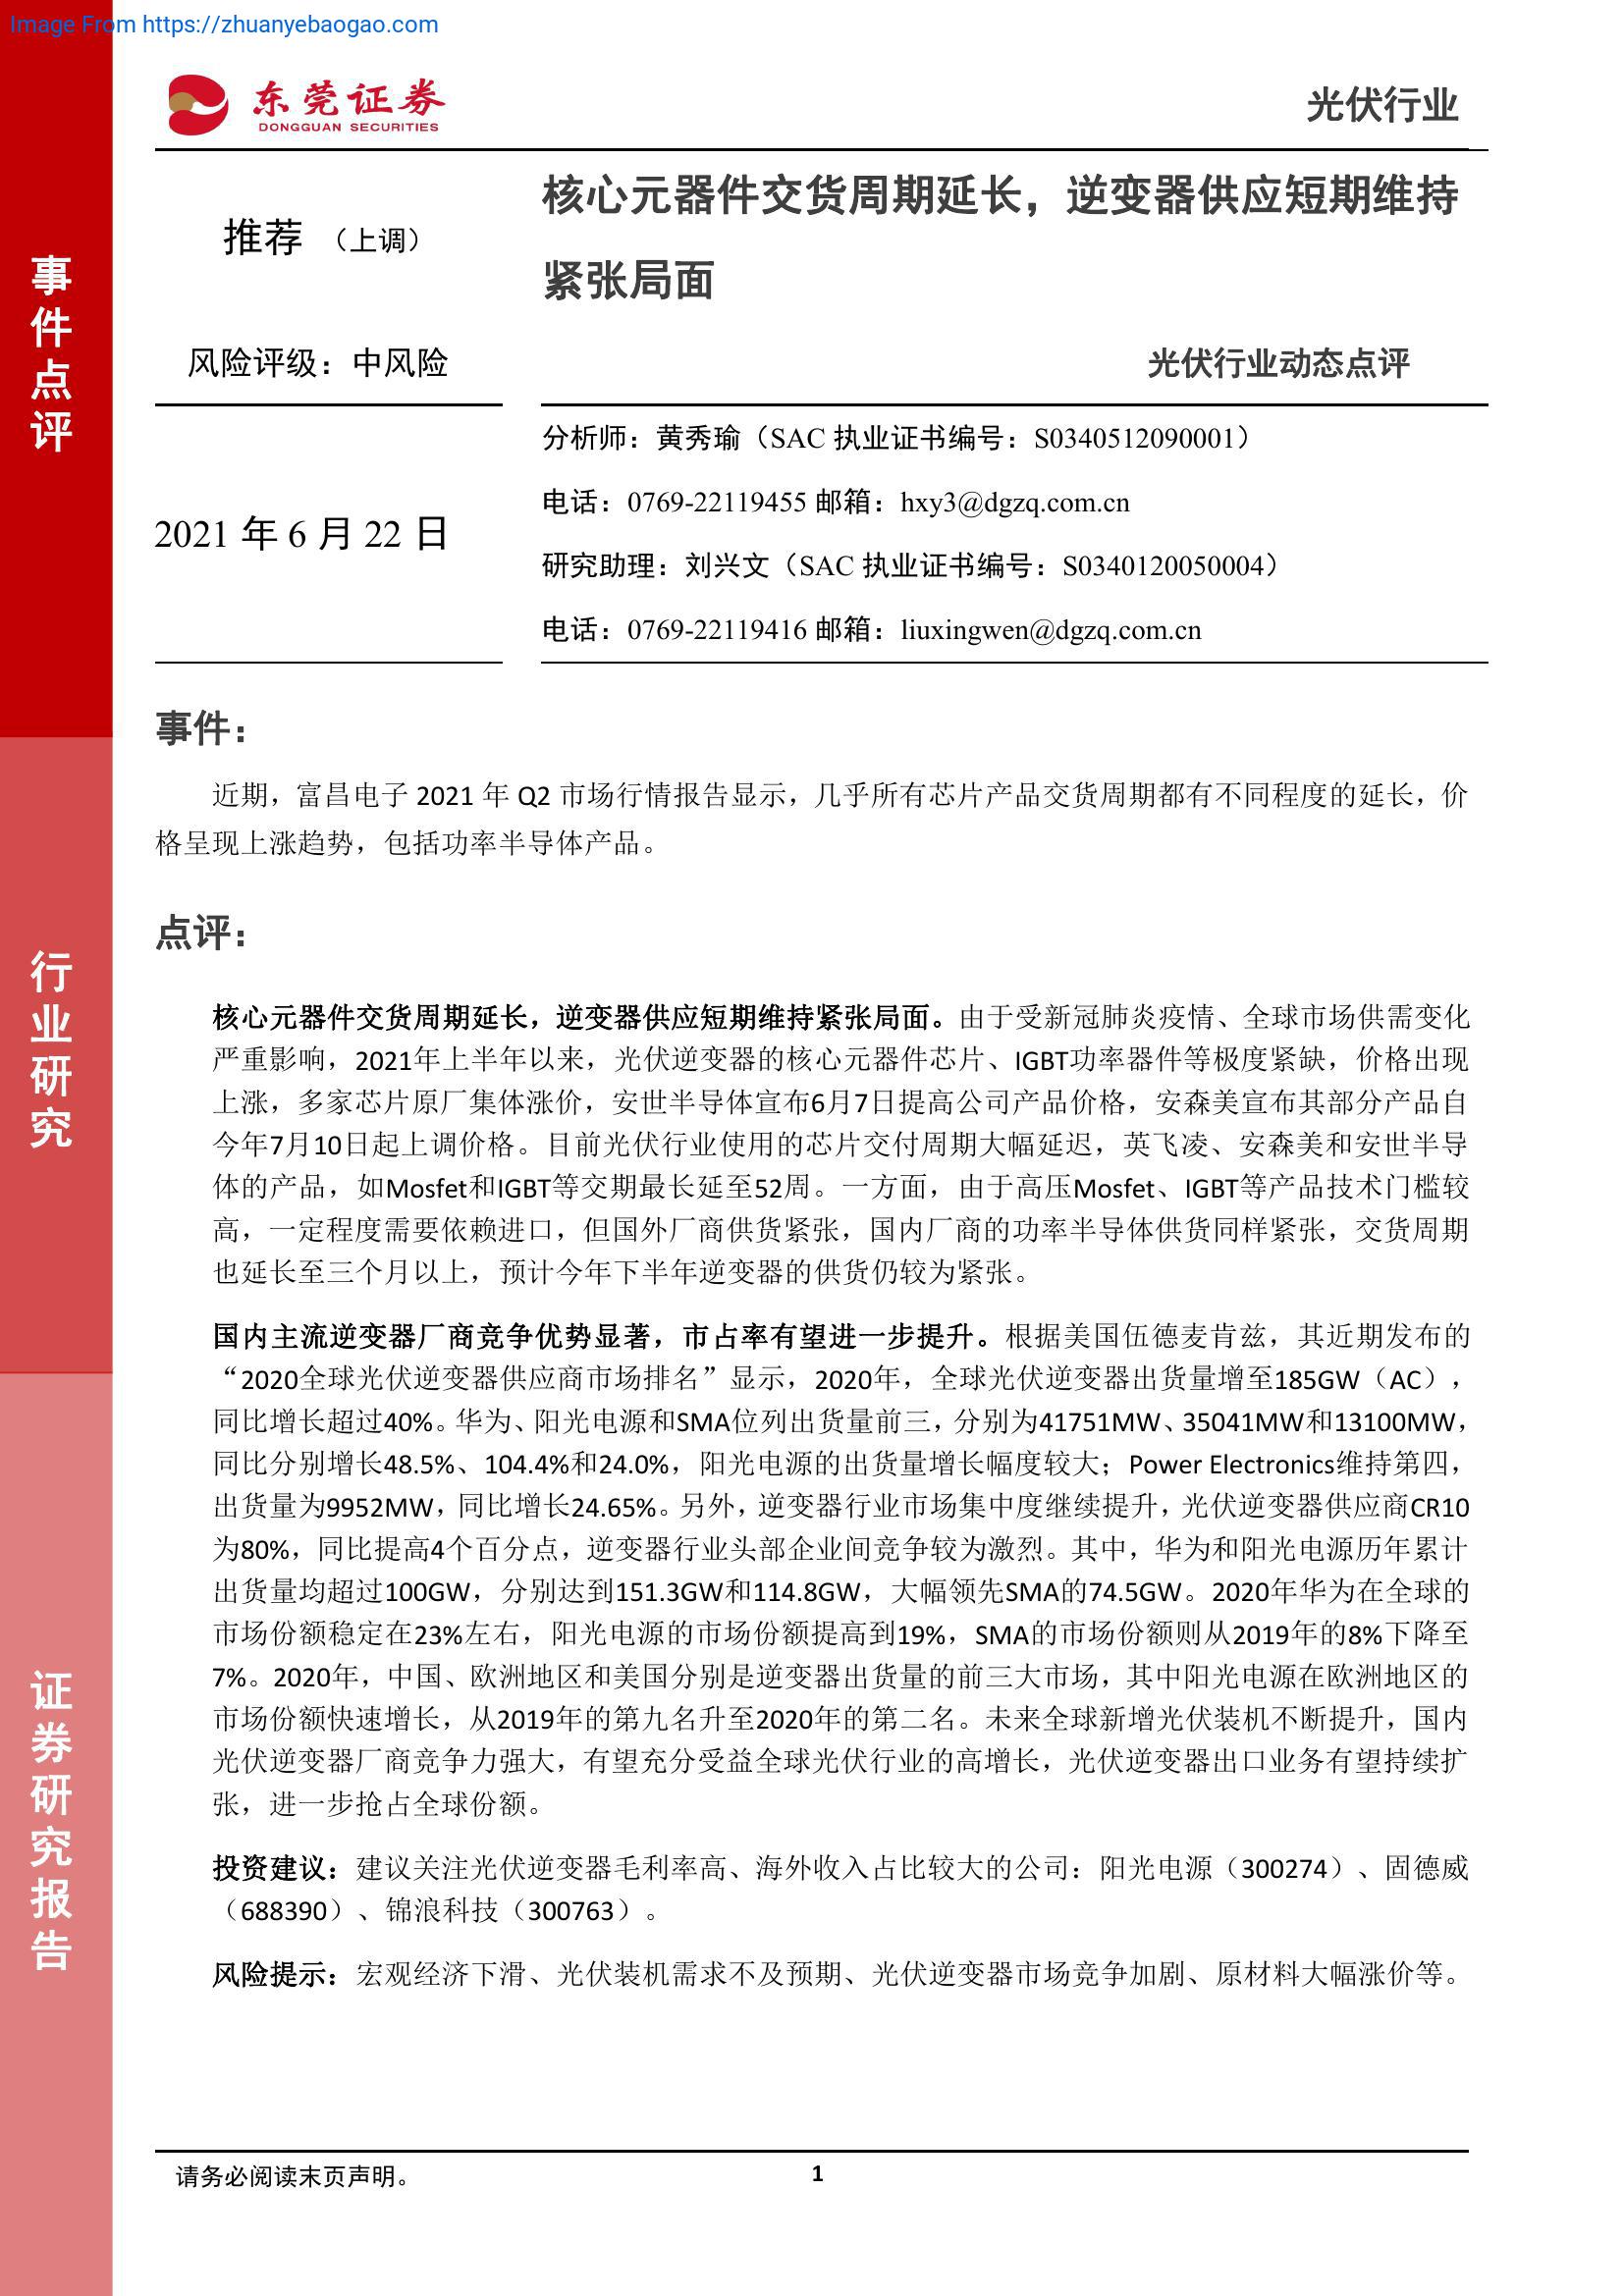 Image From https://zhuanyebaogao.com
东莞证券
DONGGUAN SECURITIES
光伏行业
事件点评
行业研究
证券研究报告
推荐 （上调）
核心元器件交货周期延长，逆变器供应短期维持
紧张局面
风险评级：中风险
光伏行业动态点评
2021 年 6 月 22 日
分析师：黄秀瑜（SAC 执业证书编号：S0340512090001）
电话：0769-22119455 邮箱：hxy3@dgzq.com.cn
研究助理：刘兴文（SAC 执业证书编号：S0340120050004）
电话：0769-22119416 邮箱：liuxingwen@dgzq.com.cn
事件：
近期，富昌电子 2021 年 Q2 市场行情报告显示，几乎所有芯片产品交货周期都有不同程度的延长，价
格呈现上涨趋势，包括功率半导体产品。
点评：
核心元器件交货周期延长，逆变器供应短期维持紧张局面。由于受新冠肺炎疫情、全球市场供需变化
严重影响，2021年上半年以来，光伏逆变器的核心元器件芯片、IGBT功率器件等极度紧缺，价格出现
上涨，多家芯片原厂集体涨价，安世半导体宣布6月7日提高公司产品价格，安森美宣布其部分产品自
今年7月10日起上调价格。目前光伏行业使用的芯片交付周期大幅延迟，英飞凌、安森美和安世半导
体的产品，如Mosfet和IGBT等交期最长延至52周。一方面，由于高压Mosfet、IGBT等产品技术门槛较
高，一定程度需要依赖进口，但国外厂商供货紧张，国内厂商的功率半导体供货同样紧张，交货周期
也延长至三个月以上，预计今年下半年逆变器的供货仍较为紧张。
国内主流逆变器厂商竞争优势显著，市占率有望进一步提升。根据美国伍德麦肯兹，其近期发布的
“2020全球光伏逆变器供应商市场排名”显示，2020年，全球光伏逆变器出货量增至185GW（AC），
同比增长超过40%。华为、阳光电源和SMA位列出货量前三，分别为41751MW、35041MW和13100MW，
同比分别增长48.5%、104.4%和24.0%，阳光电源的出货量增长幅度较大；Power Electronics维持第四，
出货量为9952MW，同比增长24.65%。另外，逆变器行业市场集中度继续提升，光伏逆变器供应商CR10
为80%，同比提高4个百分点，逆变器行业头部企业间竞争较为激烈。其中，华为和阳光电源历年累计
出货量均超过100GW，分别达到151.3GW和114.8GW，大幅领先SMA的74.5GW。2020年华为在全球的
市场份额稳定在23%左右，阳光电源的市场份额提高到19%，SMA的市场份额则从2019年的8%下降至
7%。2020年，中国、欧洲地区和美国分别是逆变器出货量的前三大市场，其中阳光电源在欧洲地区的
市场份额快速增长，从2019年的第九名升至2020年的第二名。未来全球新增光伏装机不断提升，国内
光伏逆变器厂商竞争力强大，有望充分受益全球光伏行业的高增长，光伏逆变器出口业务有望持续扩
张，进一步抢占全球份额。
投资建议：建议关注光伏逆变器毛利率高、海外收入占比较大的公司：阳光电源（300274）、固德威
（688390）、锦浪科技（300763）。
风险提示：宏观经济下滑、光伏装机需求不及预期、光伏逆变器市场竞争加剧、原材料大幅涨价等。
请务必阅读末页声明。
1